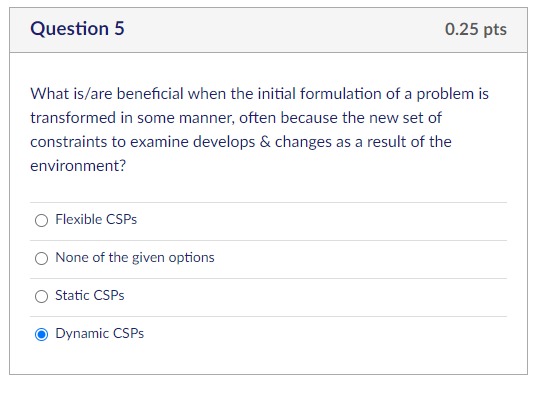 Question 5
0.25 pts
What is/are beneficial when the initial formulation of a problem is
transformed in some manner, often because the new set of
constraints to examine develops & changes as a result of the
environment?
Flexible CSPs
None of the given options
Static CSPs
Dynamic CSPs